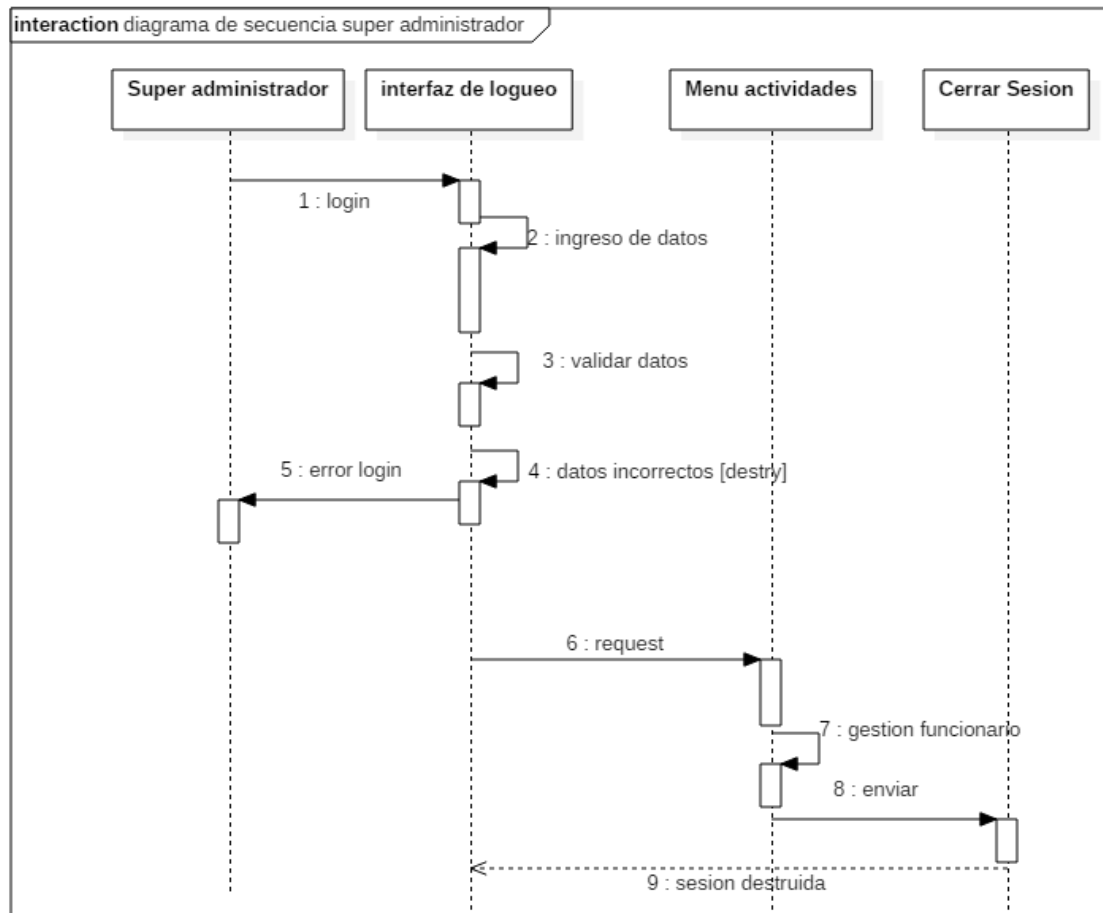 interaction diagrama de secuencia super administrador
Super administrador
interfaz de logueo
Menu actividades
Cerrar Sesion
1 : login
2 : ingreso de datos
3 : validar datos
4 : datos incorrectos [destry]
5 : error login
6 : request
7 : gestion funcionario
8 : enviar
9 : sesion destruida